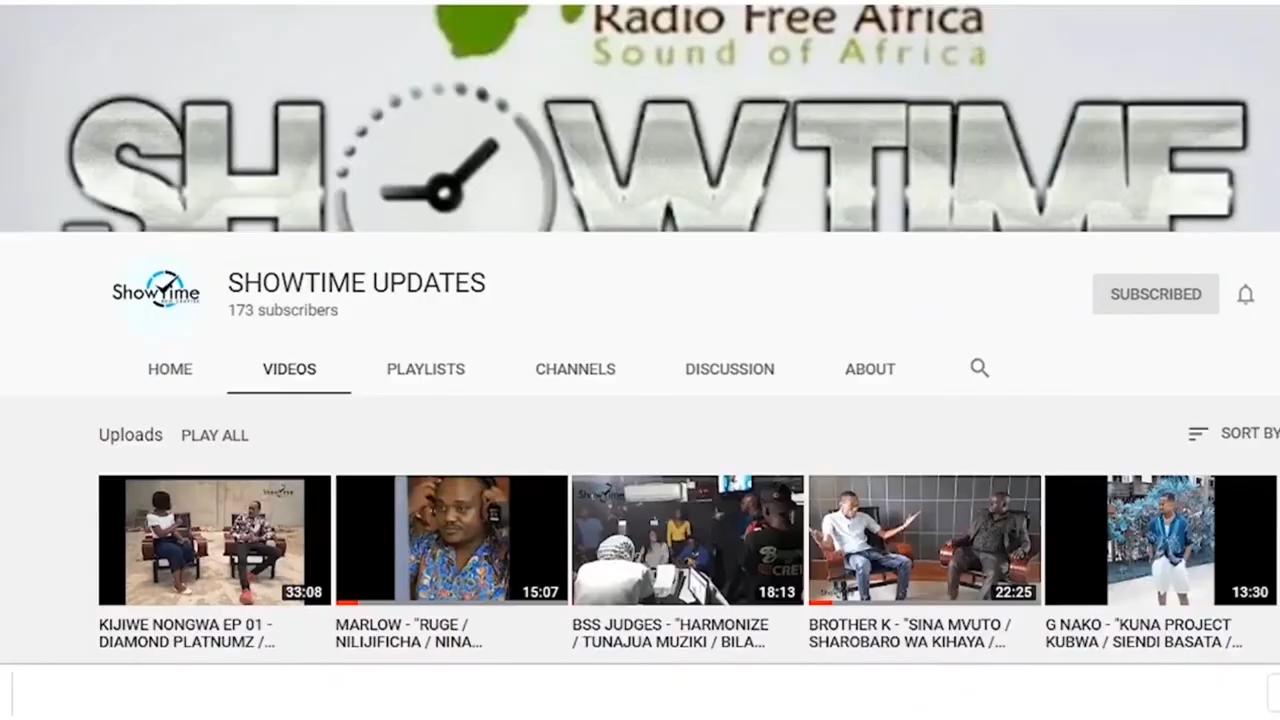 Radio Free Africa
Sound of Africa
SHOWTIME
ShowTime
SHOWTIME UPDATES
173 subscribers
SUBSCRIBED
HOME VIDEOS PLAYLISTS CHANNELS DISCUSSION ABOUT
Uploads PLAY ALL
SORT BY
ShowTime
33:08
15:07
ShowTime
CREW
18:13
22:25
13:30
KIJIWE NONGWA EP 01 -
DIAMOND PLATNUMZ /...
MARLOW - "RUGE /
NILIJIFICHA / NINA...
BSS JUDGES - "HARMONIZE
/ TUNAJUA MUZIKI / BILA...
BROTHER K - "SINA MVUTO /
SHAROBARO WA KIHAYA /...
G NAKO - "KUNA PROJECT
KUBWA / SIENDI BASATA /...